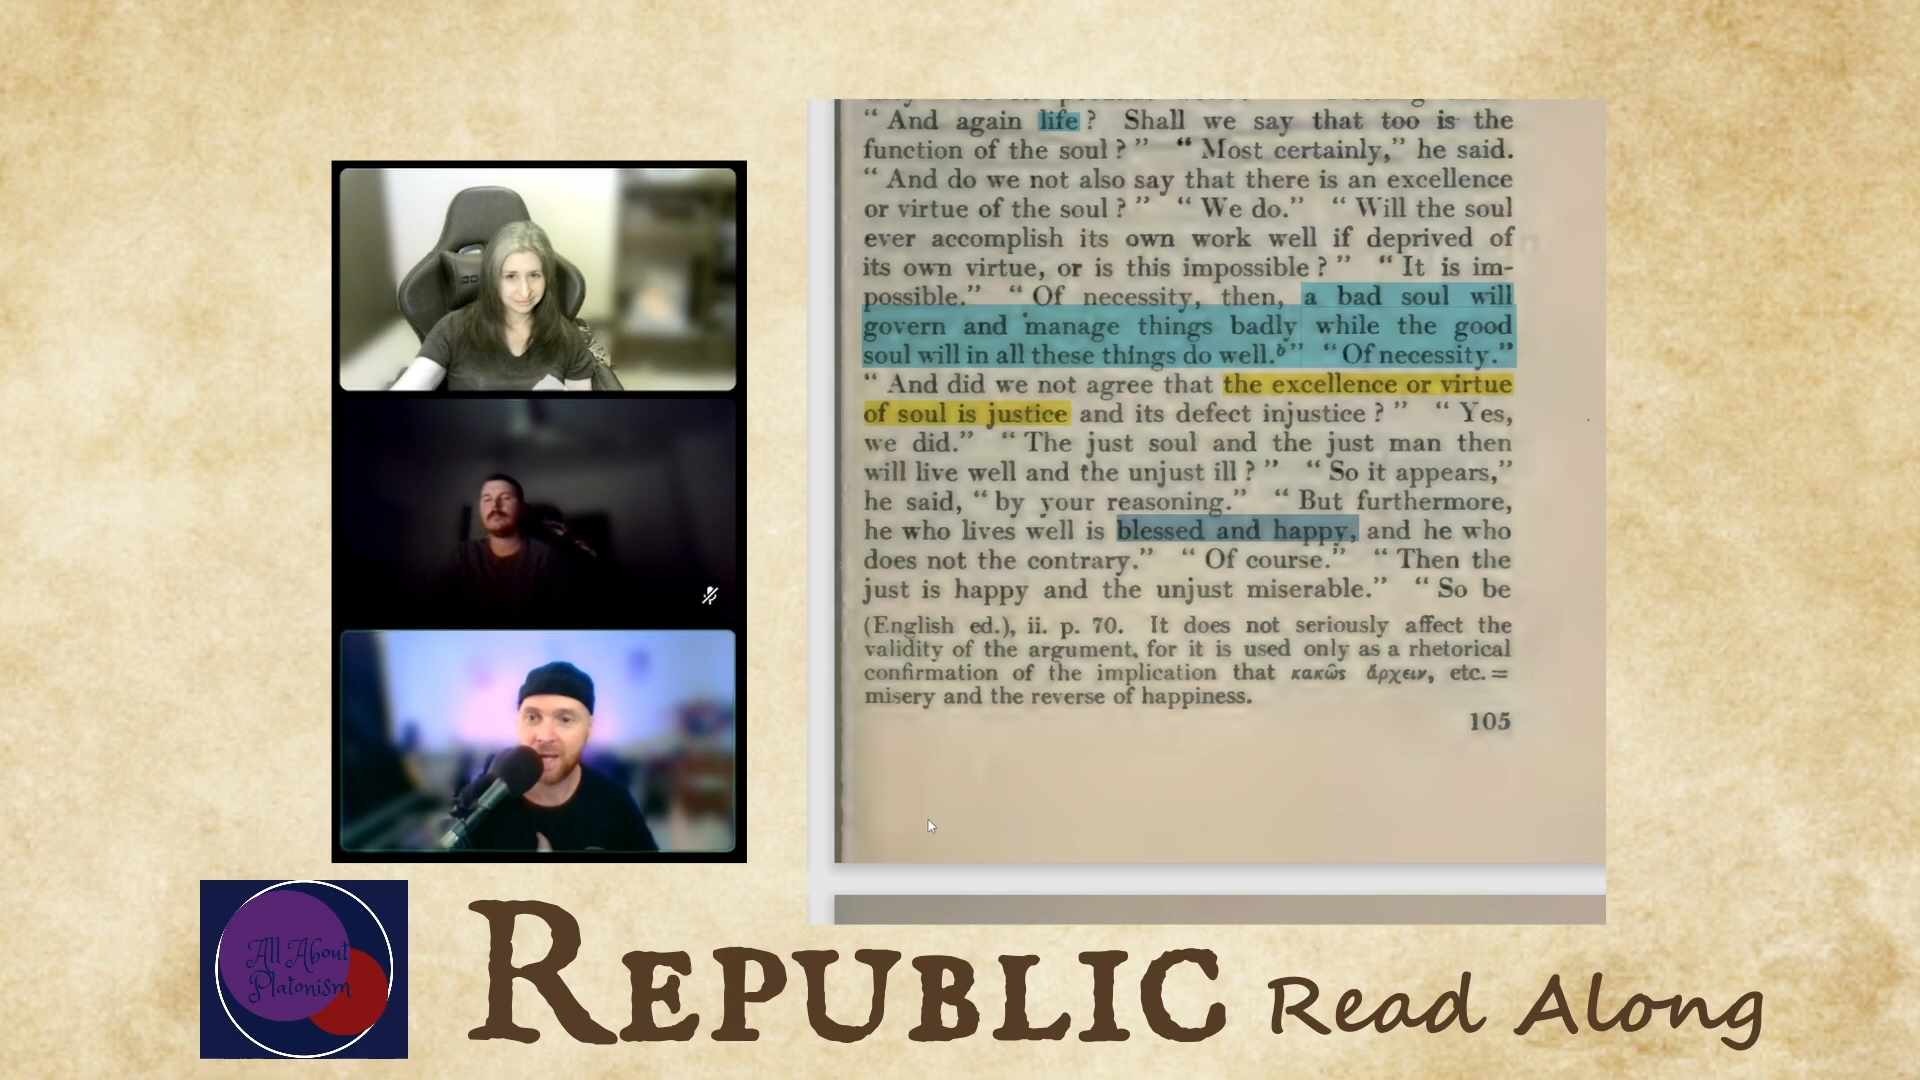 “ And again life ? Shall we say that too is the
function of the soul ? ” “ Most certainly,” he said.
“ And do we not also say that there is an excellence
or virtue of the soul ? ” “ We do.” “ Will the soul
ever accomplish its own work well if deprived of
its own virtue, or is this impossible ? ” “ It is im-
possible.” “ Of necessity, then, a bad soul will
govern and manage things badly while the good
soul will in all these things do well.ᵇ” “ Of necessity.”
“ And did we not agree that the excellence or virtue
of soul is justice and its defect injustice ? ” “ Yes,
we did.” “ The just soul and the just man then
will live well and the unjust ill ? ” “ So it appears,”
he said, “ by your reasoning.” “ But furthermore,
he who lives well is blessed and happy, and he who
does not the contrary.” “ Of course.” “ Then the
just is happy and the unjust miserable.” “ So be
(English ed.), ii. p. 70. It does not seriously affect the
validity of the argument, for it is used only as a rhetorical
confirmation of the implication that κακῶς ἄρχειν, etc. =
misery and the reverse of happiness.
105
All About
Platonism
REPUBLIC Read Along